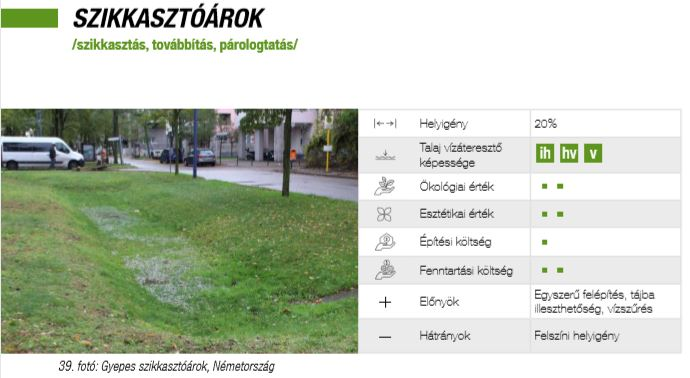 SZIKKASZTÓÁROK
/szikkasztás, továbbítás, párologtatás/
Helyigény 20%
Talaj vízáteresztő
képessége
ih hv v
Ökológiai érték
Esztétikai érték
Építési költség
Fenntartási költség
Előnyök
Egyszerű felépítés, tájba
illeszthetőség, vízszűrés
Hátrányok Felszíni helyigény
39. fotó: Gyepes szikkasztóárok, Németország